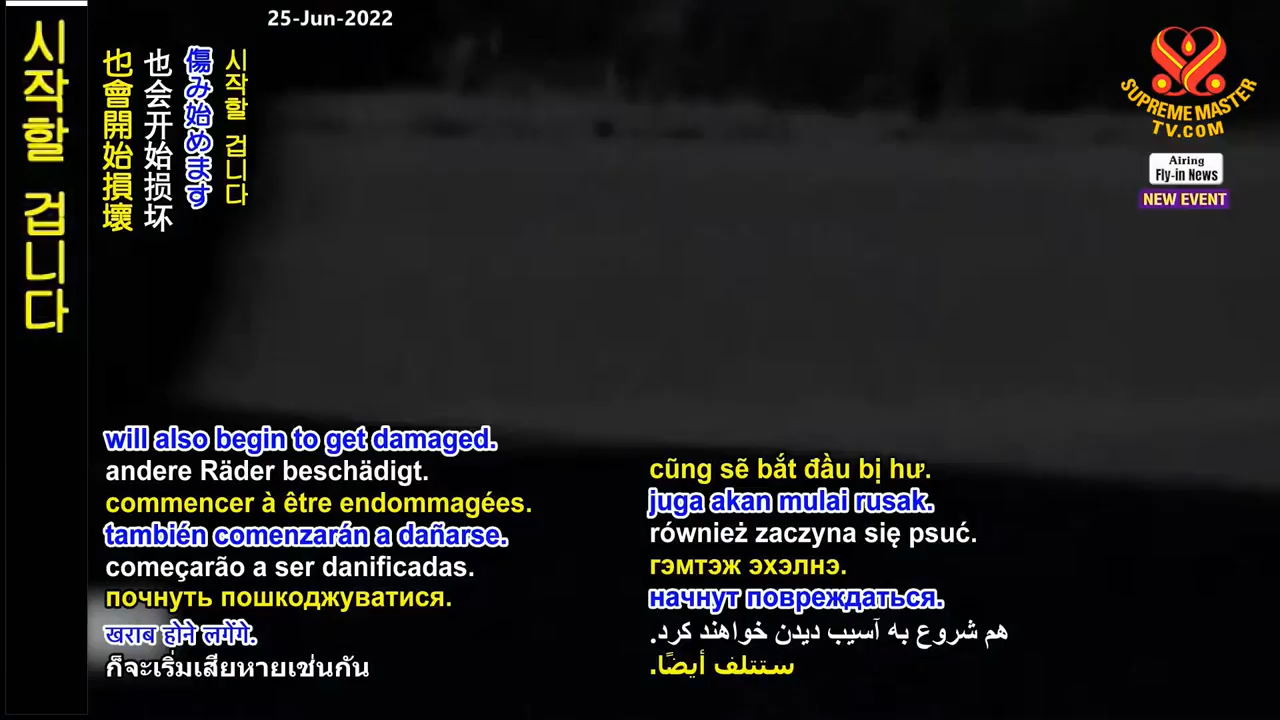 25-Jun-2022
시작할 겁니다
也會開始損壞
也会开始损坏
傷み始めます
시작할 겁니다
SUPREME MASTER
TV.COM
Airing
Fly-in News
NEW EVENT
will also begin to get damaged.
andere Räder beschädigt.
commencer à être endommagées.
también comenzarán a dañarse.
começarão a ser danificadas.
почнуть пошкоджуватися.
खराब होने लगेंगे.
ก็จะเริ่มเสียหายเช่นกัน
cũng sẽ bắt đầu bị hư.
juga akan mulai rusak.
również zaczyna się psuć.
гэмтэж эхэлнэ.
начнут повреждаться.
هم شروع به آسیب دیدن خواهند کرد.
ستتلف أيضًا.